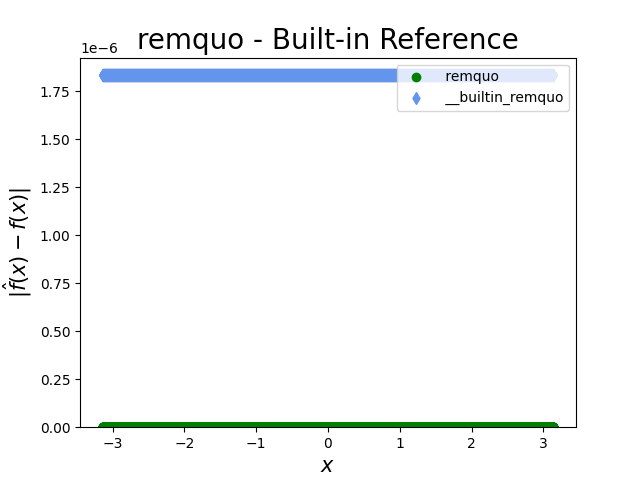 remquo - Built-in Reference
1e−6
remquo
__builtin_remquo
1.75
1.50
1.25
1.00
0.75
0.50
0.25
0.00
|f̂(x) − f(x)|
−3 −2 −1 0 1 2 3
x